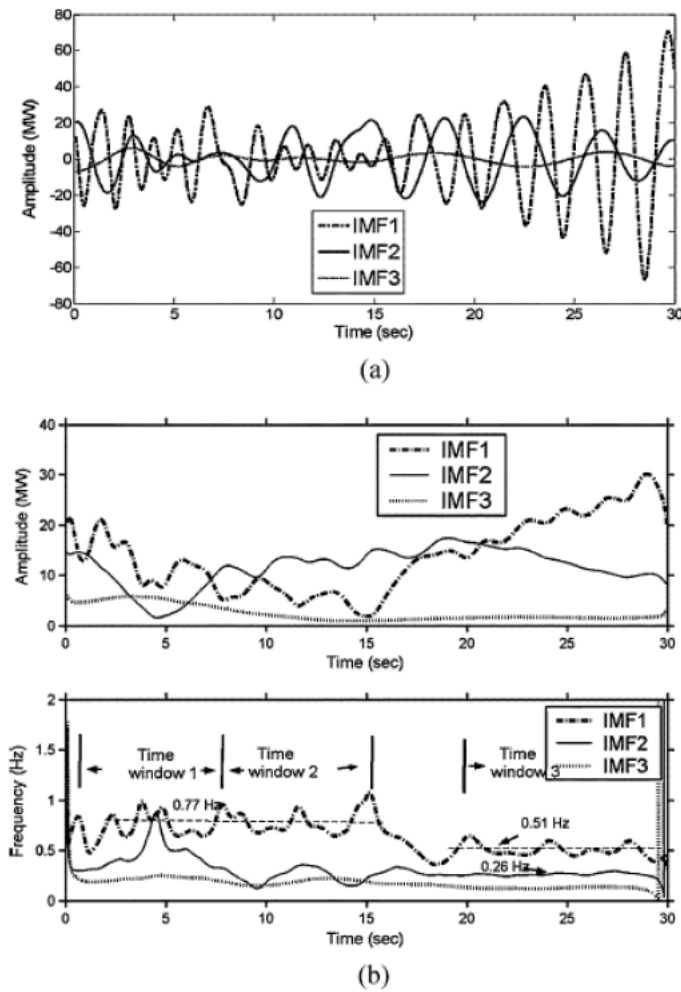 80
60
40
20
0
-20
-40
-60
-80
Amplitude (MW)
IMF1
IMF2
IMF3
0 5 10 15 20 25 30
Time (sec)
(a)
40
30
20
10
0
Amplitude (MW)
IMF1
IMF2
IMF3
0 5 10 15 20 25 30
Time (sec)
2
1.5
1
0.5
0
Frequency (Hz)
IMF1
IMF2
IMF3
Time
window 1
Time
window 2
Time
window 3
0.77 Hz
0.51 Hz
0.26 Hz
0 5 10 15 20 25 30
Time (sec)
(b)